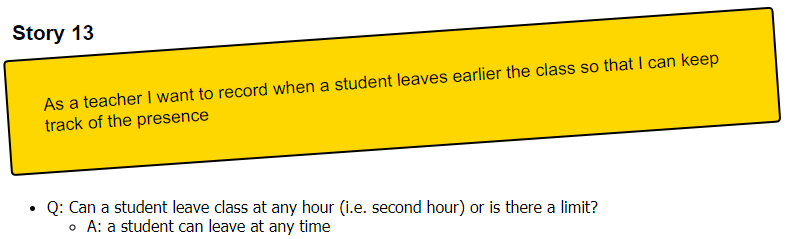 Story 13
As a teacher I want to record when a student leaves earlier the class so that I can keep
track of the presence
• Q: Can a student leave class at any hour (i.e. second hour) or is there a limit?
◦ A: a student can leave at any time